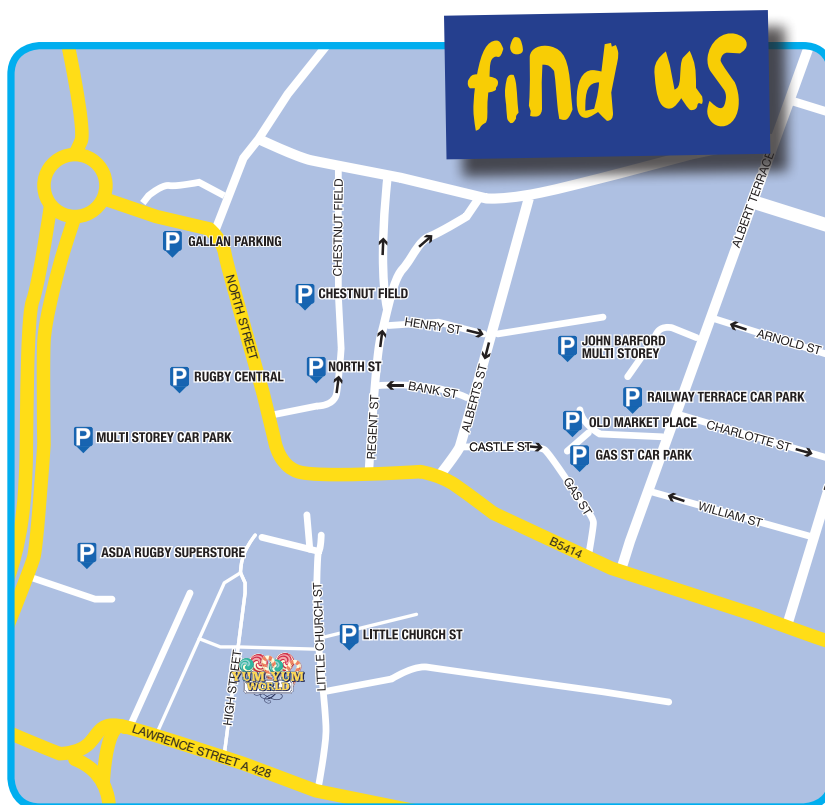 find us
ALBERT TERRACE
GALLAN PARKING
CHESTNUT FIELD
NORTH STREET
CHESTNUT FIELD
HENRY ST
JOHN BARFORD
MULTI STOREY
ARNOLD ST
RUGBY CENTRAL
NORTH ST
BANK ST
ALBERTS ST
REGENT ST
RAILWAY TERRACE CAR PARK
OLD MARKET PLACE
CHARLOTTE ST
MULTI STOREY CAR PARK
CASTLE ST
GAS ST CAR PARK
GAS ST
WILLIAM ST
B5414
ASDA RUGBY SUPERSTORE
LITTLE CHURCH ST
LITTLE CHURCH ST
HIGH STREET
YUM YUM
WORLD
LAWRENCE STREET A 428
P
P
P
P
P
P
P
P
P
P
P